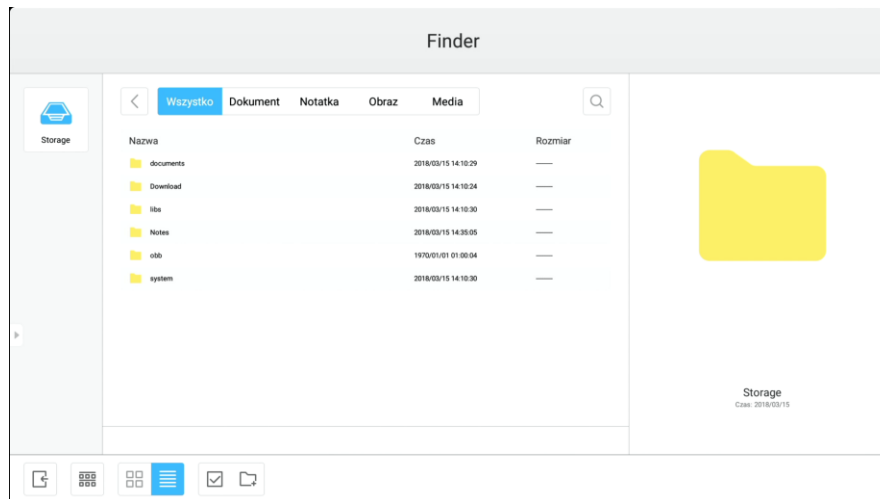 Finder
Storage
Wszystko Dokument Notatka Obraz Media
Nazwa Czas Rozmiar
documents 2018/03/15 14:10:29 ——
Download 2018/03/15 14:10:24 ——
libs 2018/03/15 14:10:30 ——
Notes 2018/03/15 14:35:05 ——
obb 1970/01/01 01:00:04 ——
system 2018/03/15 14:10:30 ——
Storage
Czas: 2018/03/15